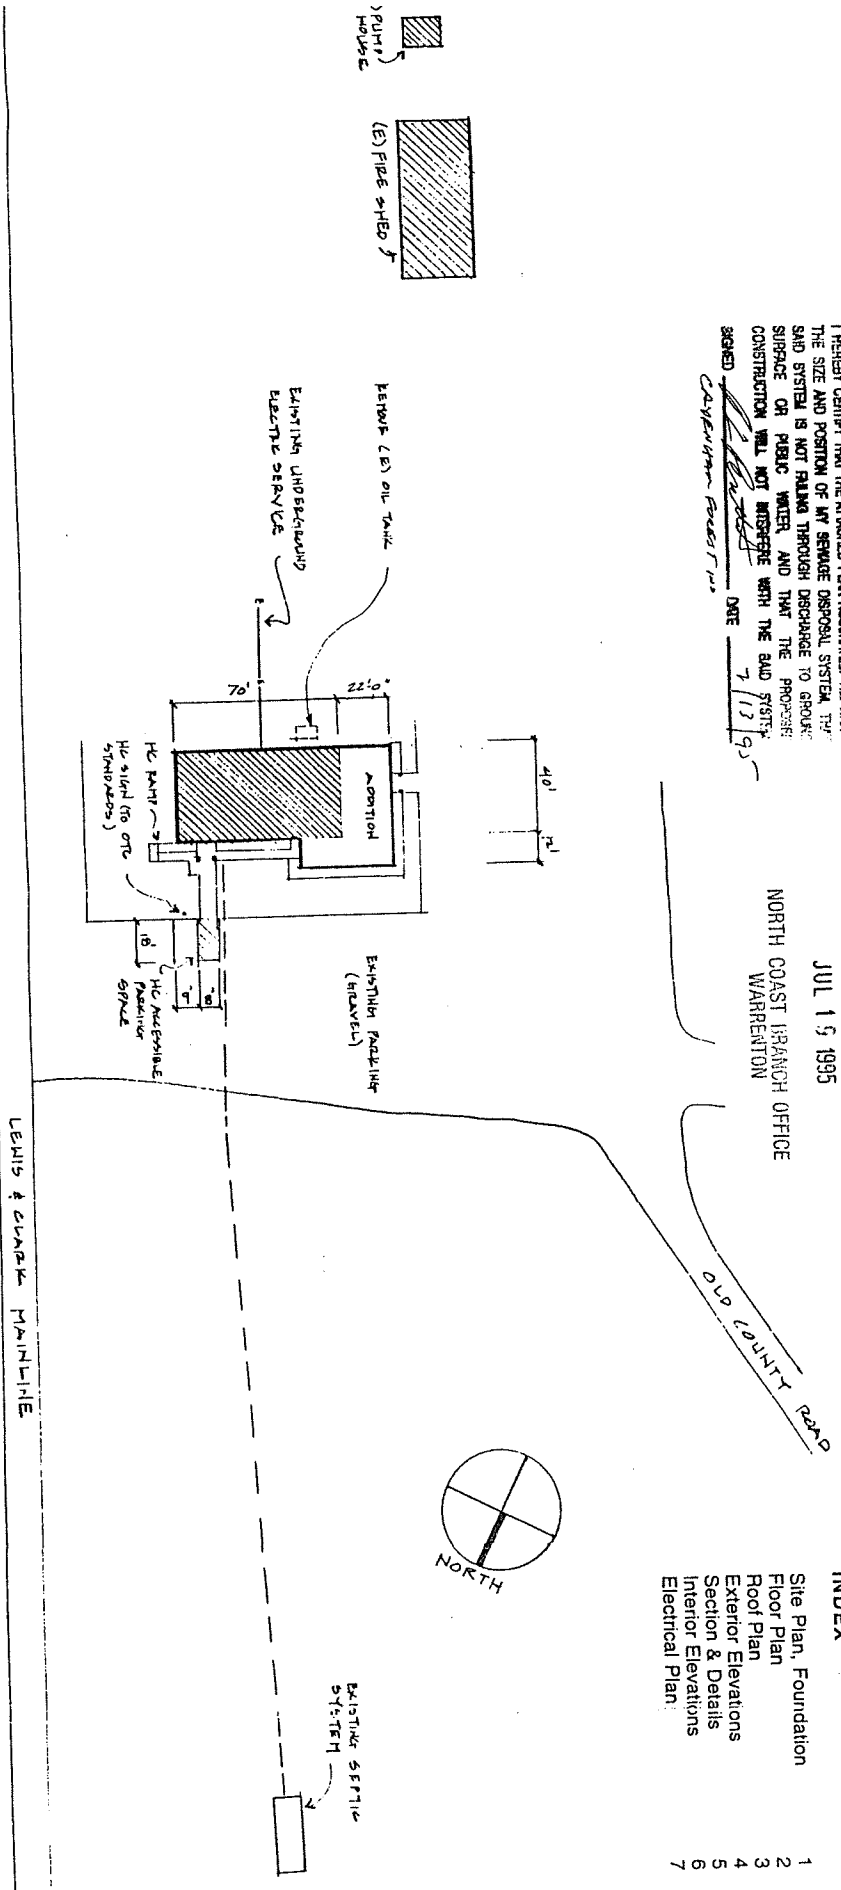 THE SIZE AND POSITION OF MY SEWAGE DISPOSAL SYSTEM, THAT
SAID SYSTEM IS NOT FAILING THROUGH DISCHARGE TO GROUND
SURFACE OR PUBLIC WATER, AND THAT THE PROPOSED
CONSTRUCTION WILL NOT INTERFERE WITH THE SAID SYSTEM
SIGNED DATE 7/13/95
JUL 1 1995
NORTH COAST BRANCH OFFICE
WARRENTON
INDEX
Site Plan, Foundation 1
Floor Plan 2
Roof Plan 3
Exterior Elevations 4
Section & Details 5
Interior Elevations 6
Electrical Plan 7
) PUMP
HOUSE
(E) FIRE SHED
REMOVE (E) OIL TANK
EXISTING UNDERGROUND
ELECTRIC SERVICE
E
E
70'
22'-0"
40'
12'
ADDITION
HC RAMP
HC SIGN (TO OTC
STANDARDS)
18'
9'
8'
HC ACCESSIBLE
PARKING
SPACE
EXISTING PARKING
(GRAVEL)
OLD COUNTY ROAD
NORTH
EXISTING SEPTIC
SYSTEM
LEWIS & CLARK MAINLINE